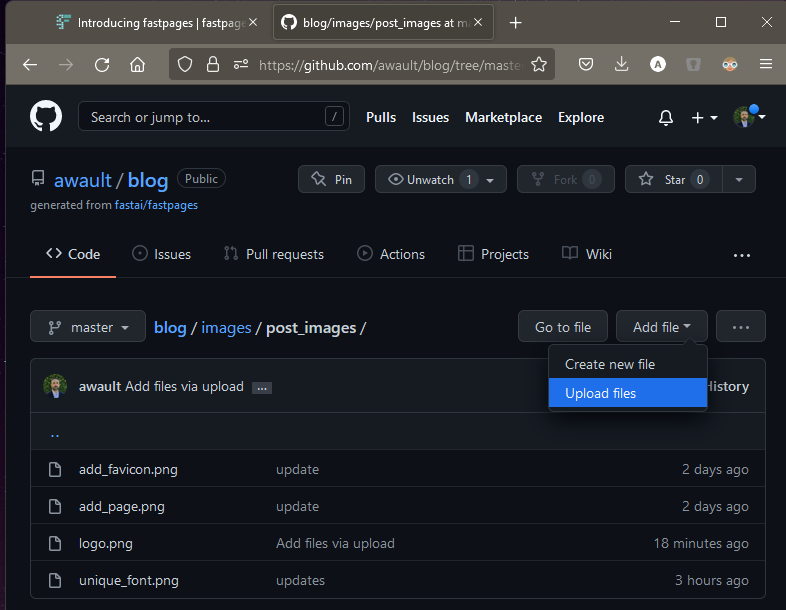 Introducing fastpages | fastpage
blog/images/post_images at ma
https://github.com/awault/blog/tree/master
A
Search or jump to... /
Pulls Issues Marketplace Explore
awault / blog Public
Pin Unwatch 1 Fork 0 Star 0
generated from fastai/fastpages
Code Issues Pull requests Actions Projects Wiki ...
master blog / images / post_images / Go to file Add file ...
Create new file
awault Add files via upload ... History
Upload files
..
add_favicon.png update 2 days ago
add_page.png update 2 days ago
logo.png Add files via upload 18 minutes ago
unique_font.png updates 3 hours ago